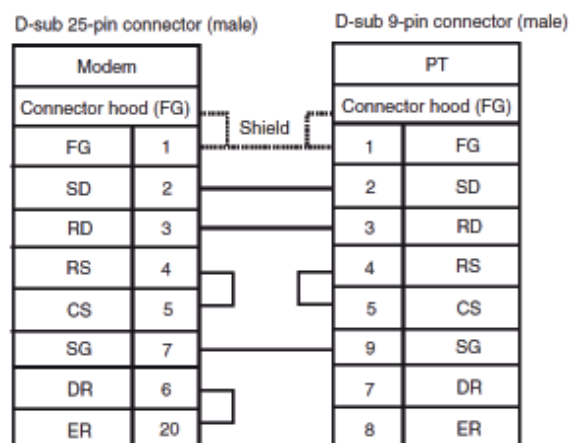 D-sub 25-pin connector (male) D-sub 9-pin connector (male)
Modem PT
Connector hood (FG) Connector hood (FG)
Shield
FG 1 1 FG
SD 2 2 SD
RD 3 3 RD
RS 4 4 RS
CS 5 5 CS
SG 7 9 SG
DR 6 7 DR
ER 20 8 ER